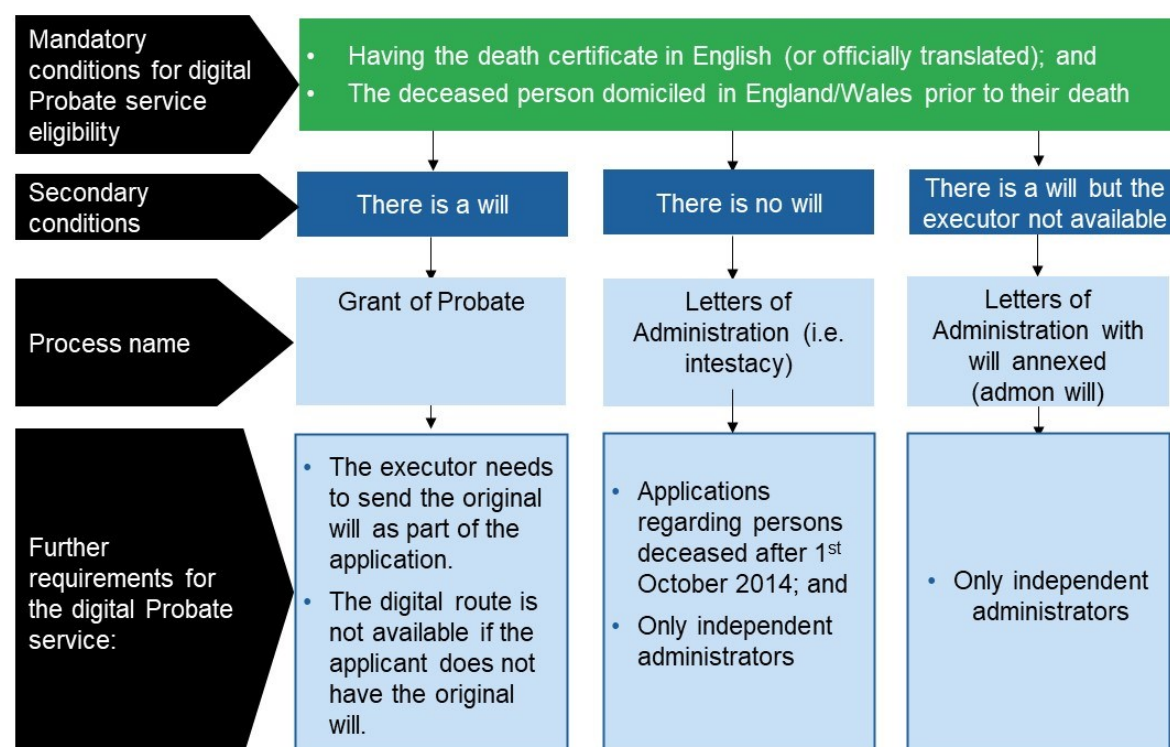 Mandatory
conditions for digital
Probate service
eligibility
• Having the death certificate in English (or officially translated); and
• The deceased person domiciled in England/Wales prior to their death
Secondary
conditions
There is a will
There is no will
There is a will but the
executor not available
Process name
Grant of Probate
Letters of
Administration (i.e.
intestacy)
Letters of
Administration with
will annexed
(admon will)
Further
requirements for
the digital Probate
service:
• The executor needs
to send the original
will as part of the
application.
• The digital route is
not available if the
applicant does not
have the original
will.
• Applications
regarding persons
deceased after 1st
October 2014; and
• Only independent
administrators
• Only independent
administrators